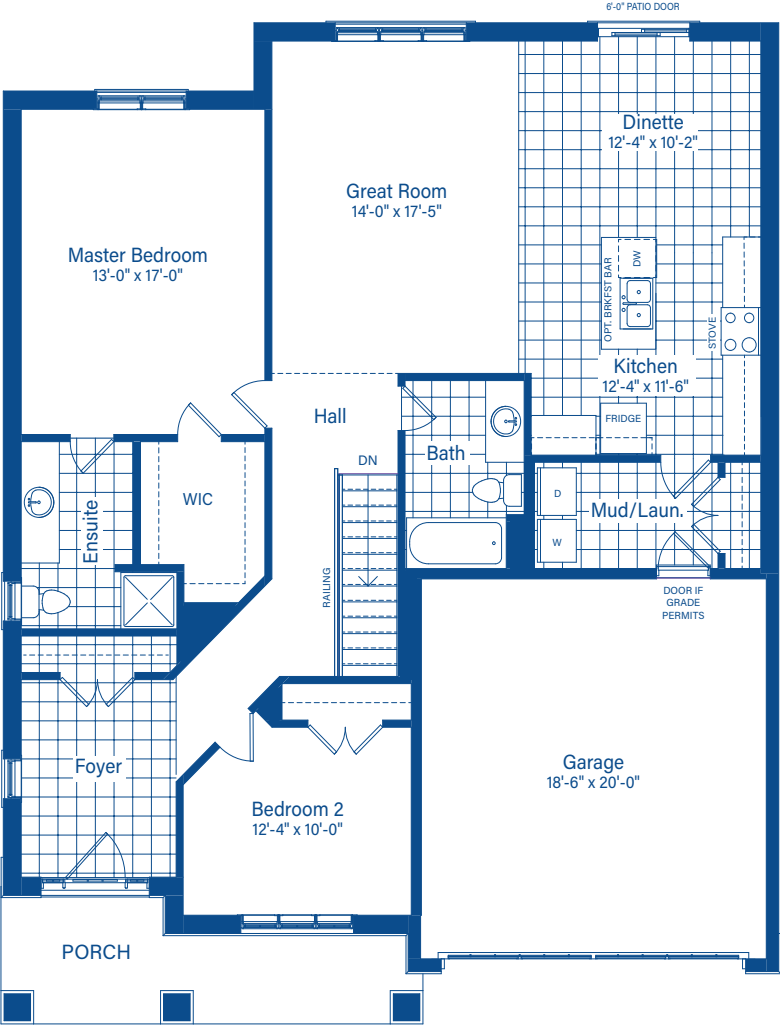 6'-0" PATIO DOOR
Dinette
12'-4" x 10'-2"
Great Room
14'-0" x 17'-5"
Master Bedroom
13'-0" x 17'-0"
DW
OPT. BRKFST BAR
STOVE
Kitchen
12'-4" x 11'-6"
FRIDGE
Hall
Bath
DN
WIC
Ensuite
D
Mud/Laun.
W
RAILING
DOOR IF
GRADE
PERMITS
Foyer
Garage
18'-6" x 20'-0"
Bedroom 2
12'-4" x 10'-0"
PORCH